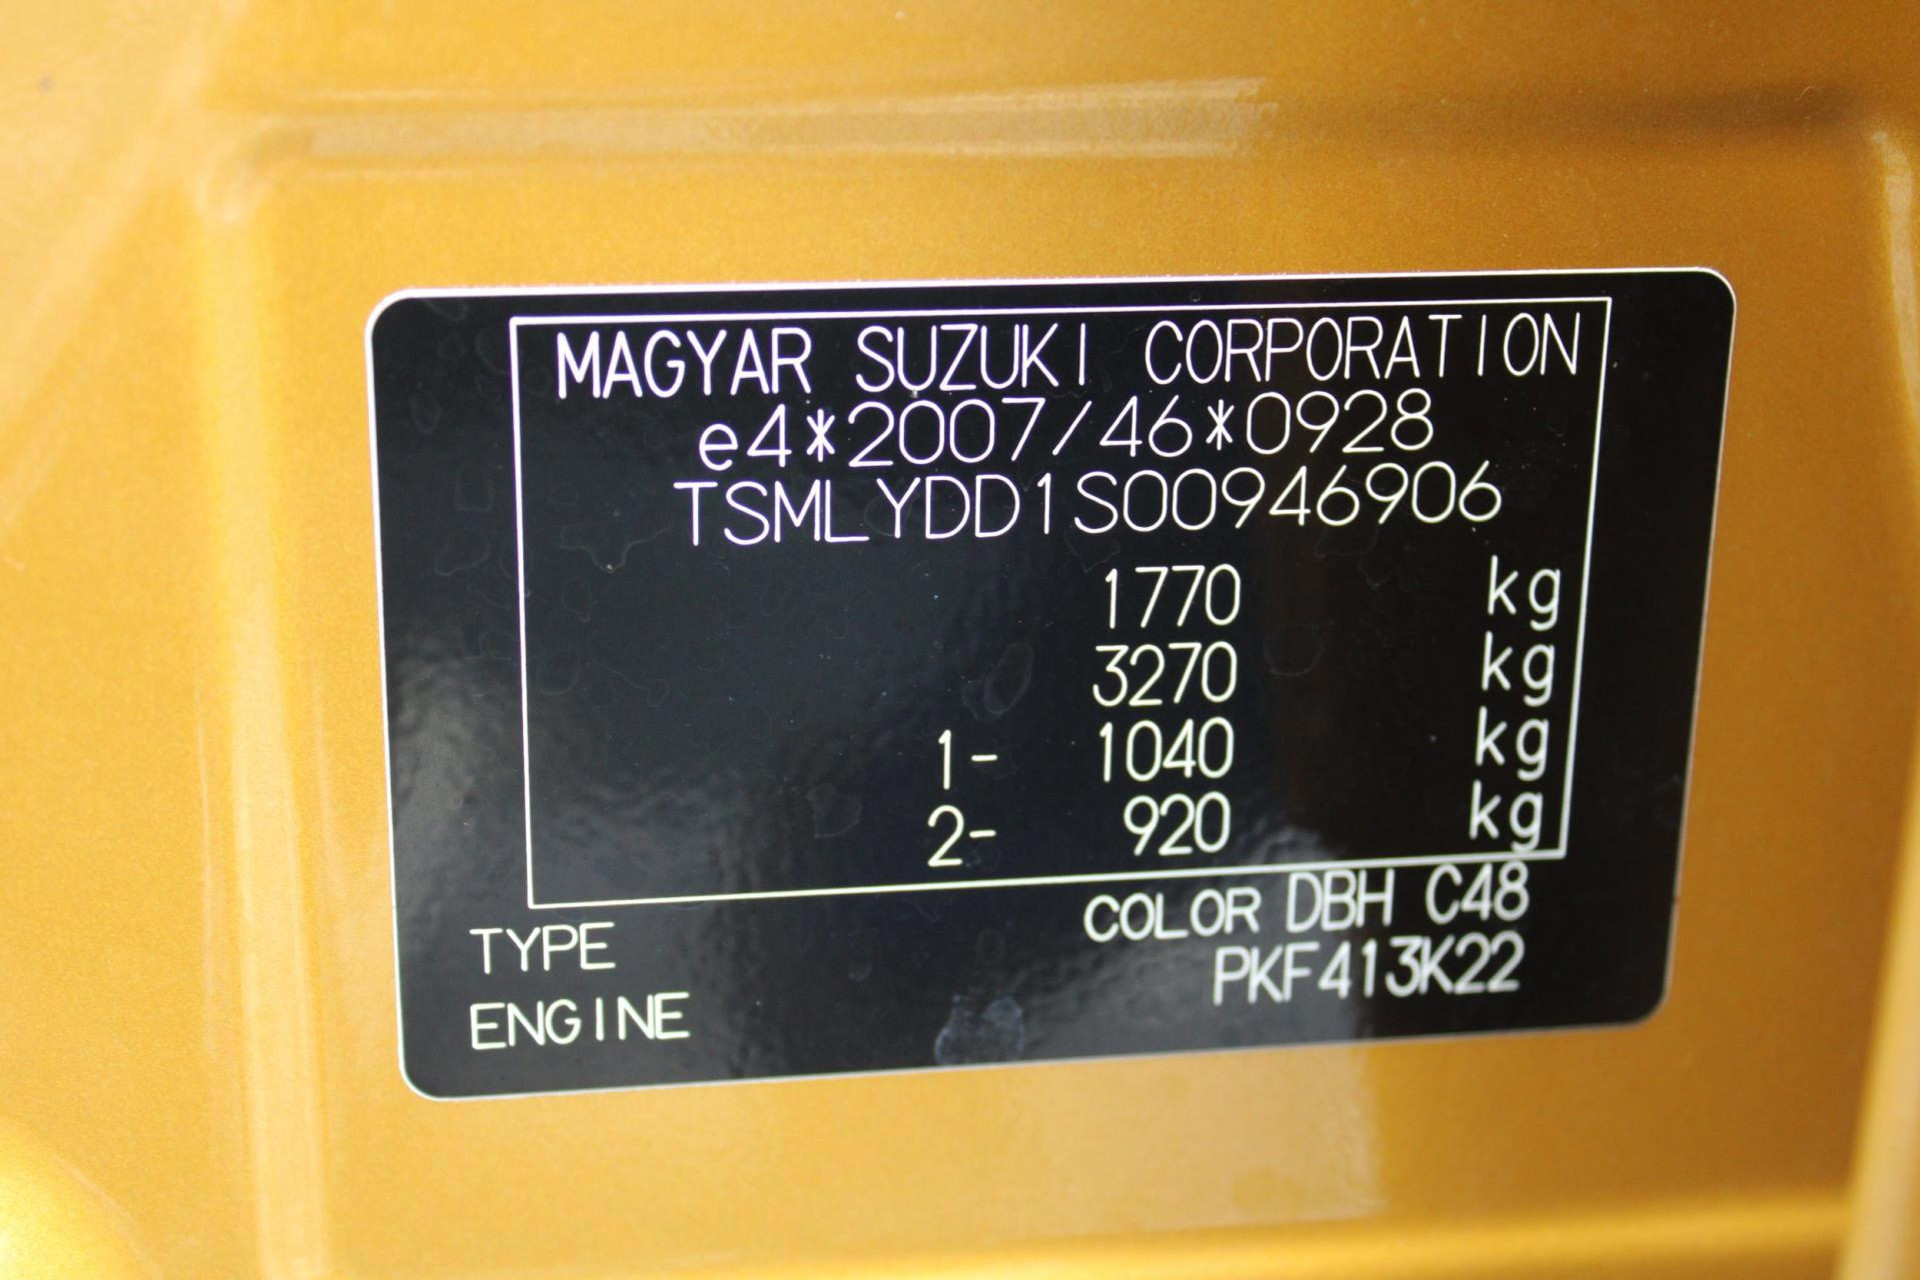 MAGYAR SUZUKI CORPORATION
e4*2007/46*0928
TSMLYDD1S00946906
1770 kg
3270 kg
1- 1040 kg
2- 920 kg
COLOR DBH C48
TYPE PKF413K22
ENGINE